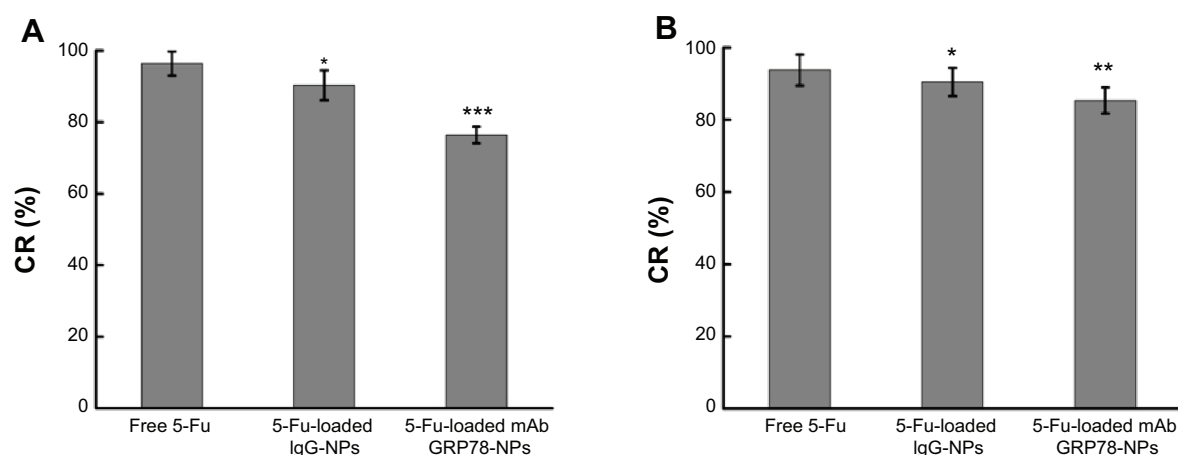 A
100
80
60
40
20
0
CR (%)
*
***
Free 5-Fu
5-Fu-loaded
IgG-NPs
5-Fu-loaded mAb
GRP78-NPs
B
100
80
60
40
20
0
CR (%)
*
**
Free 5-Fu
5-Fu-loaded
IgG-NPs
5-Fu-loaded mAb
GRP78-NPs